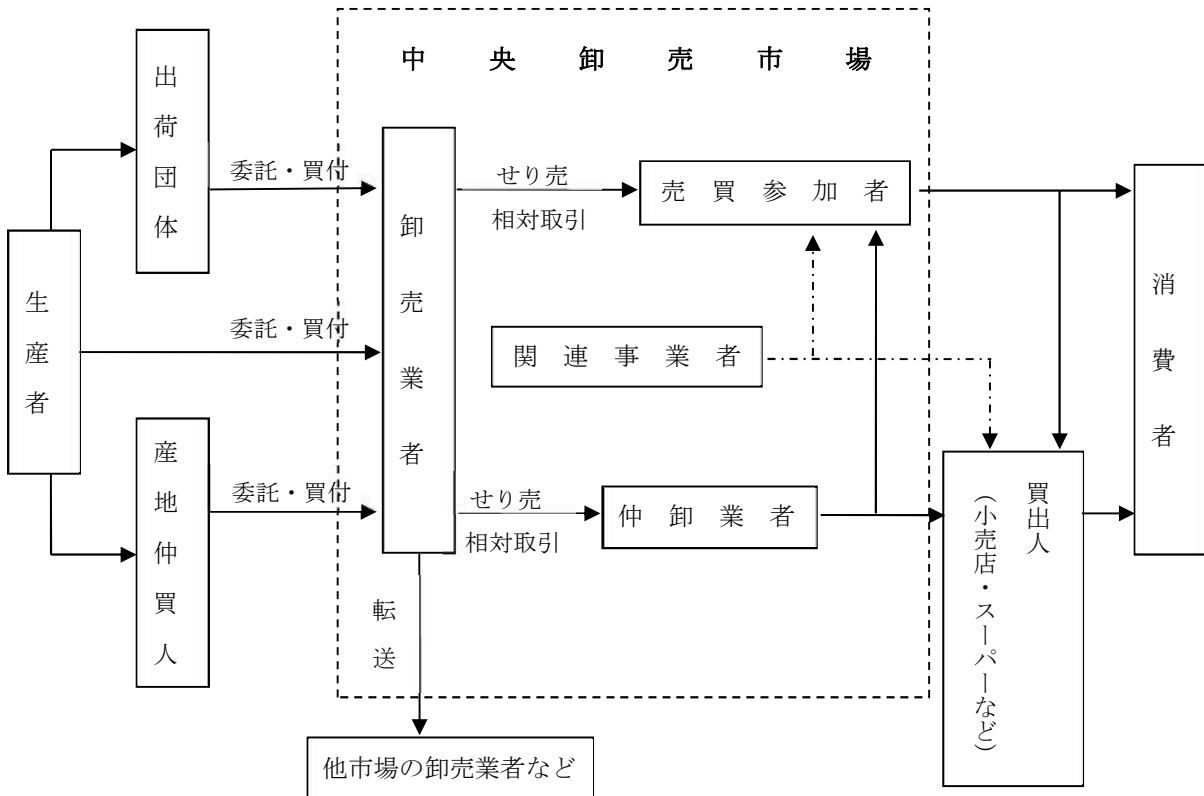 中央卸売市場
出荷団体
生産者
産地仲買人
委託・買付
委託・買付
委託・買付
卸売業者
せり売
相対取引
売買参加者
関連事業者
せり売
相対取引
仲卸業者
転送
他市場の卸売業者など
買出人
(小売店・スーパーなど)
消費者